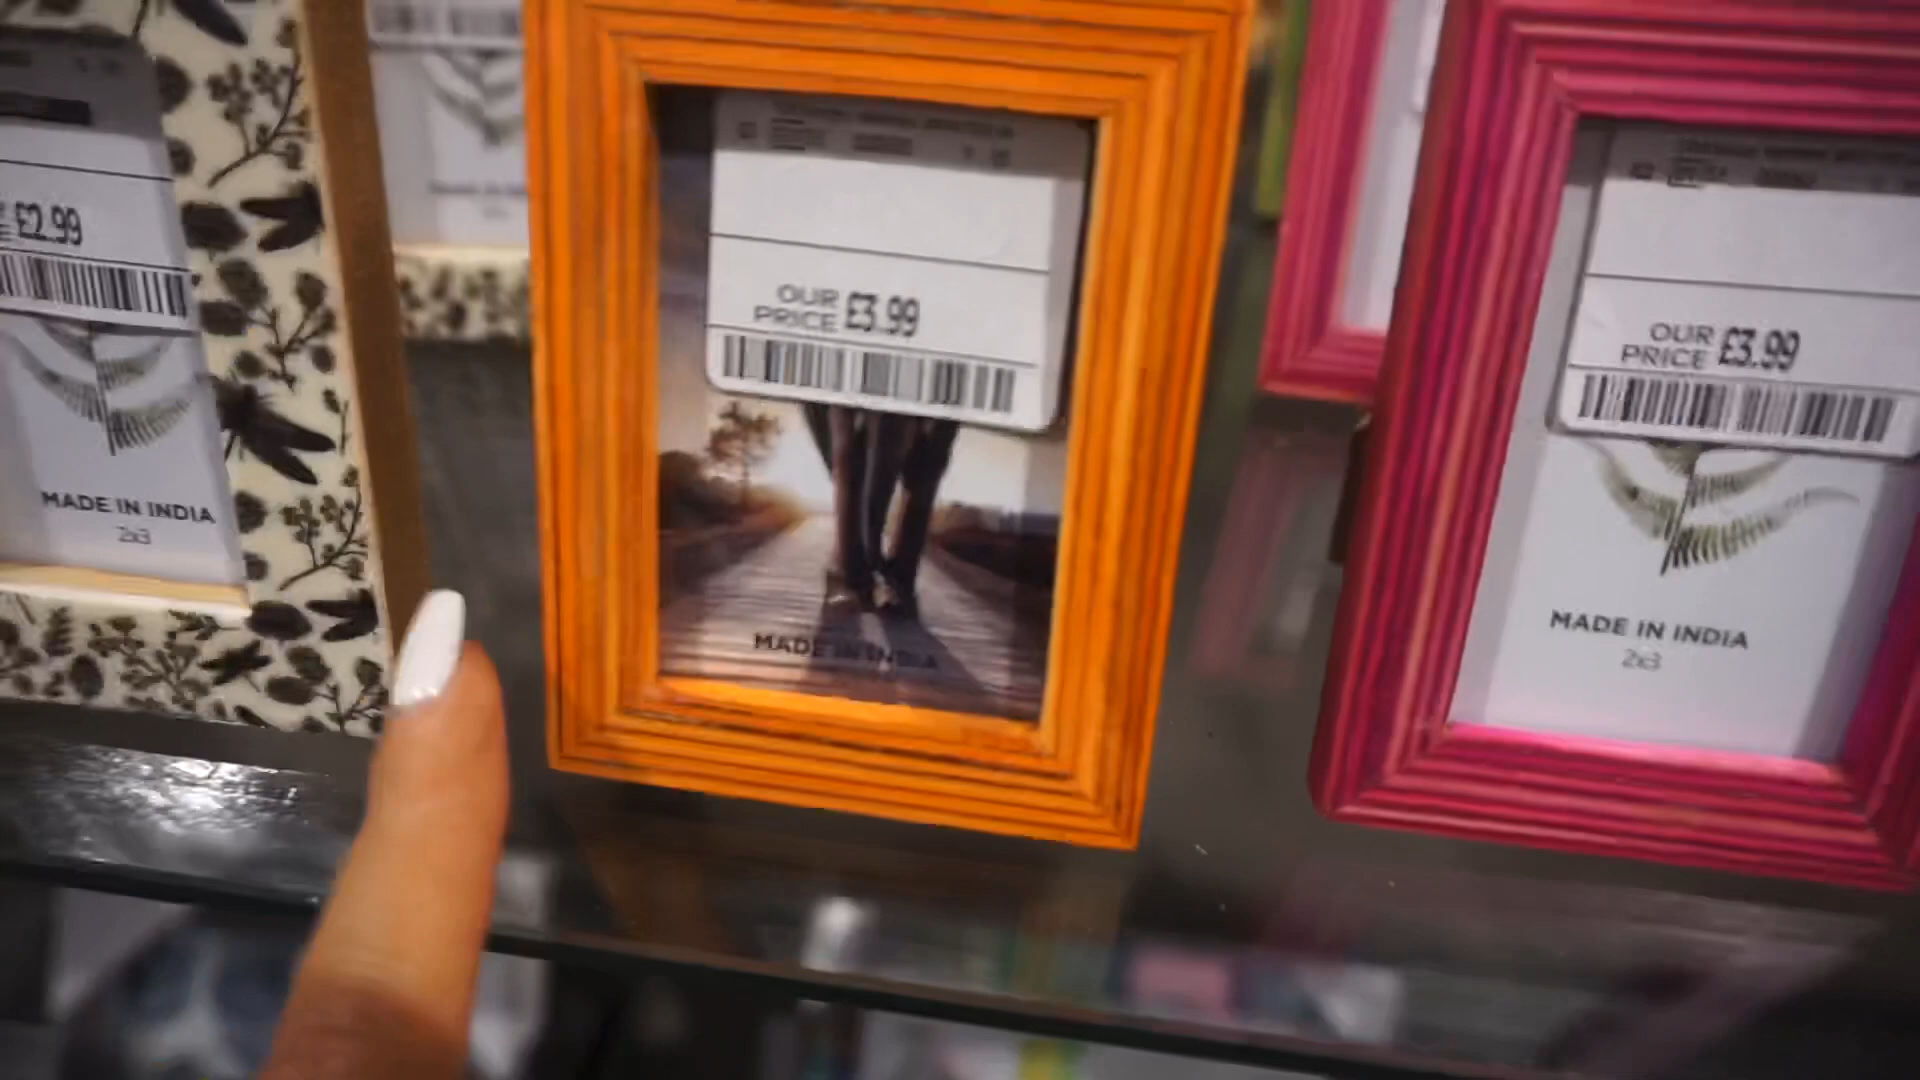 £2.99
MADE IN INDIA
2x3
OUR
PRICE £3.99
MADE IN INDIA
OUR
PRICE £3.99
MADE IN INDIA
2x3